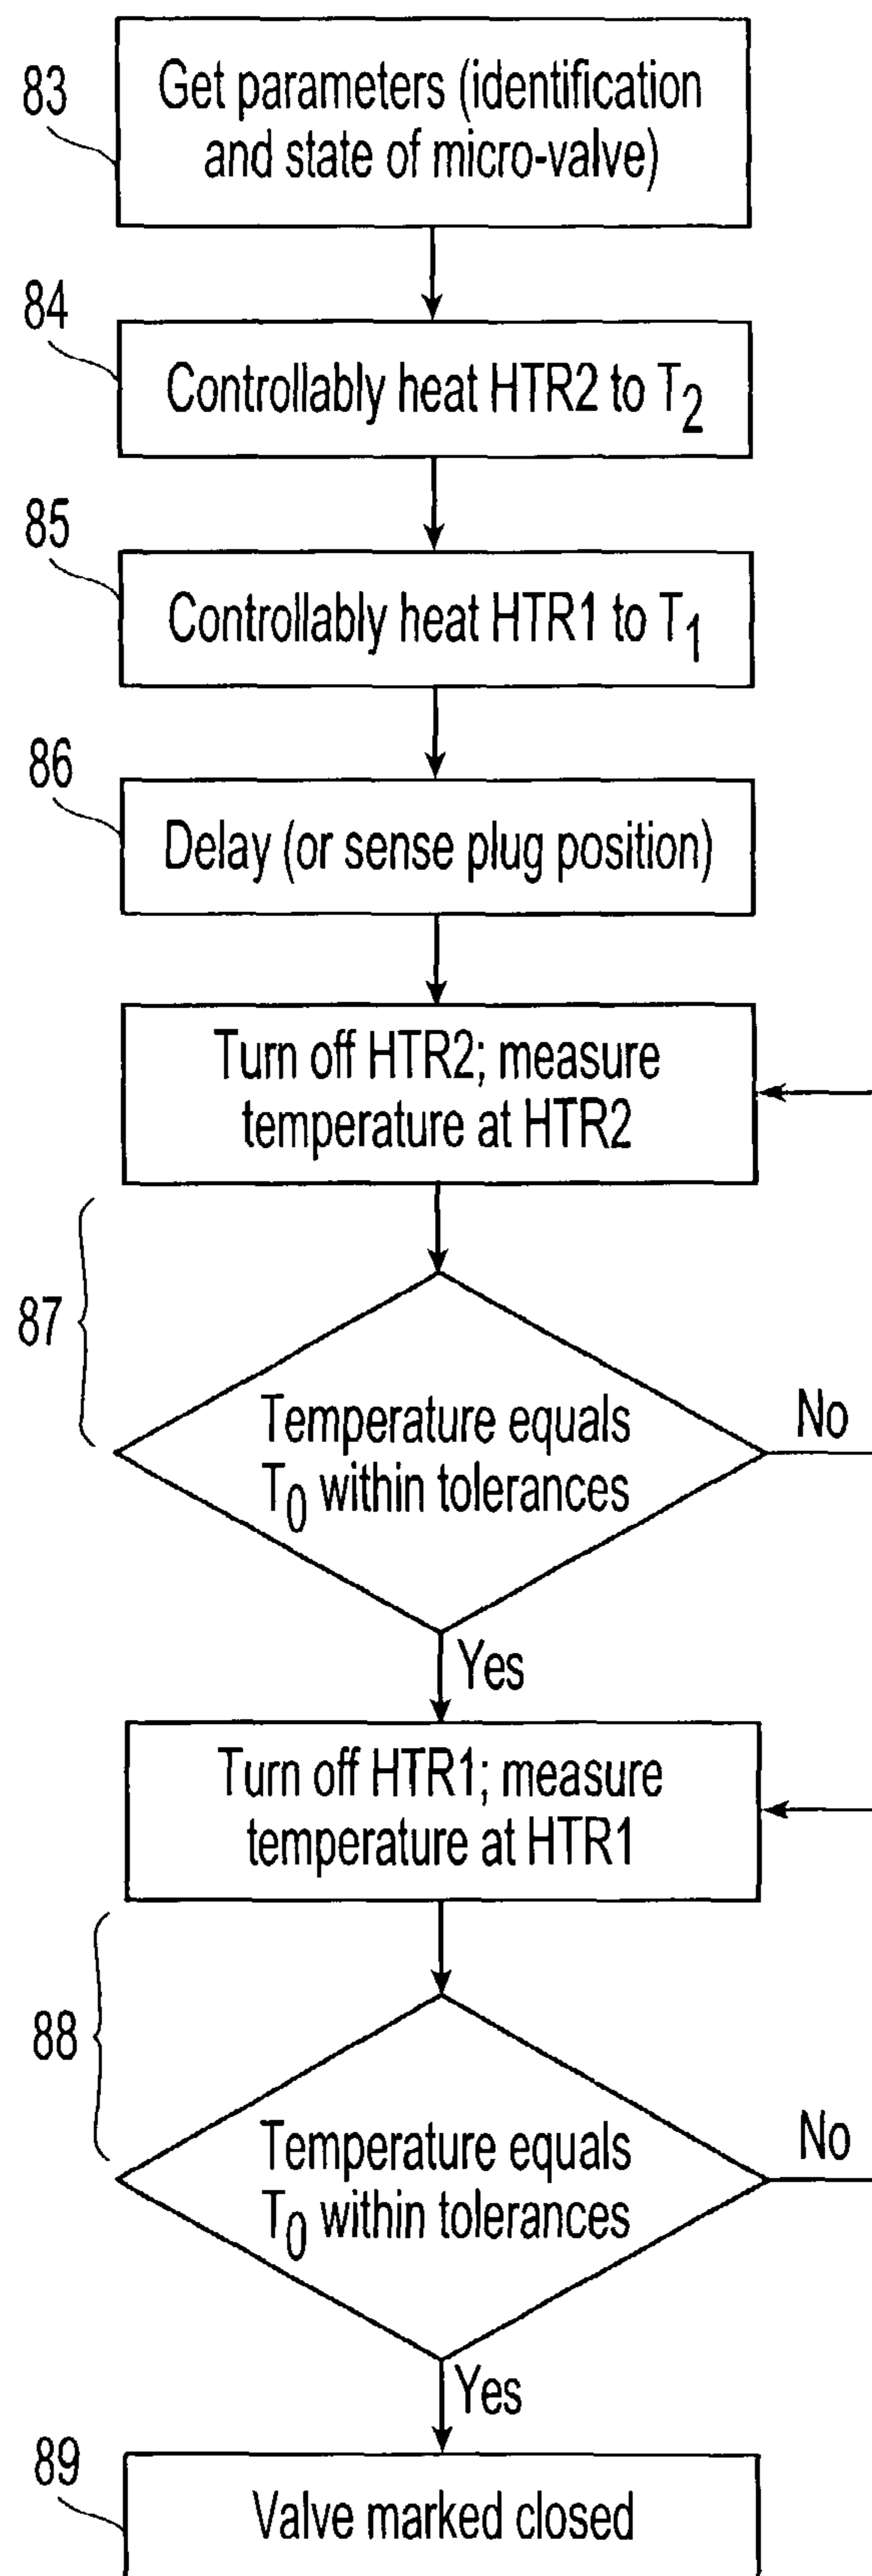 83
Get parameters (identification
and state of micro-valve)
84
Controllably heat HTR2 to T2
85
Controllably heat HTR1 to T1
86
Delay (or sense plug position)
Turn off HTR2; measure
temperature at HTR2
87
Temperature equals
T0 within tolerances
No
Yes
Turn off HTR1; measure
temperature at HTR1
88
Temperature equals
T0 within tolerances
No
Yes
89
Valve marked closed